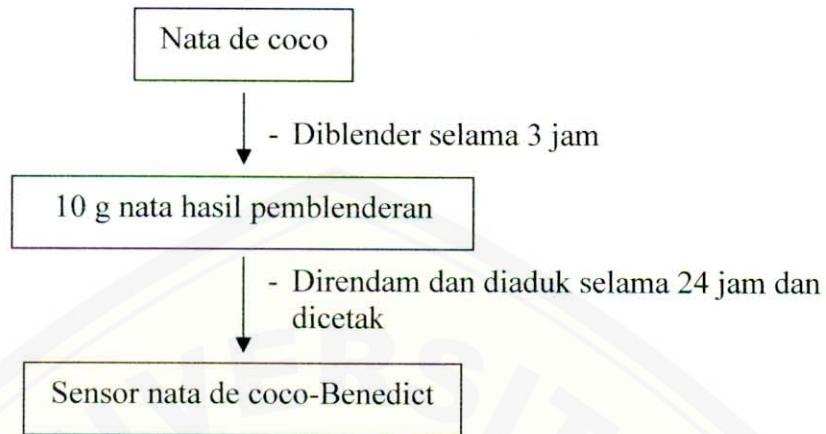 Nata de coco
- Diblender selama 3 jam
10 g nata hasil pemblenderan
- Direndam dan diaduk selama 24 jam dan
dicetak
Sensor nata de coco-Benedict